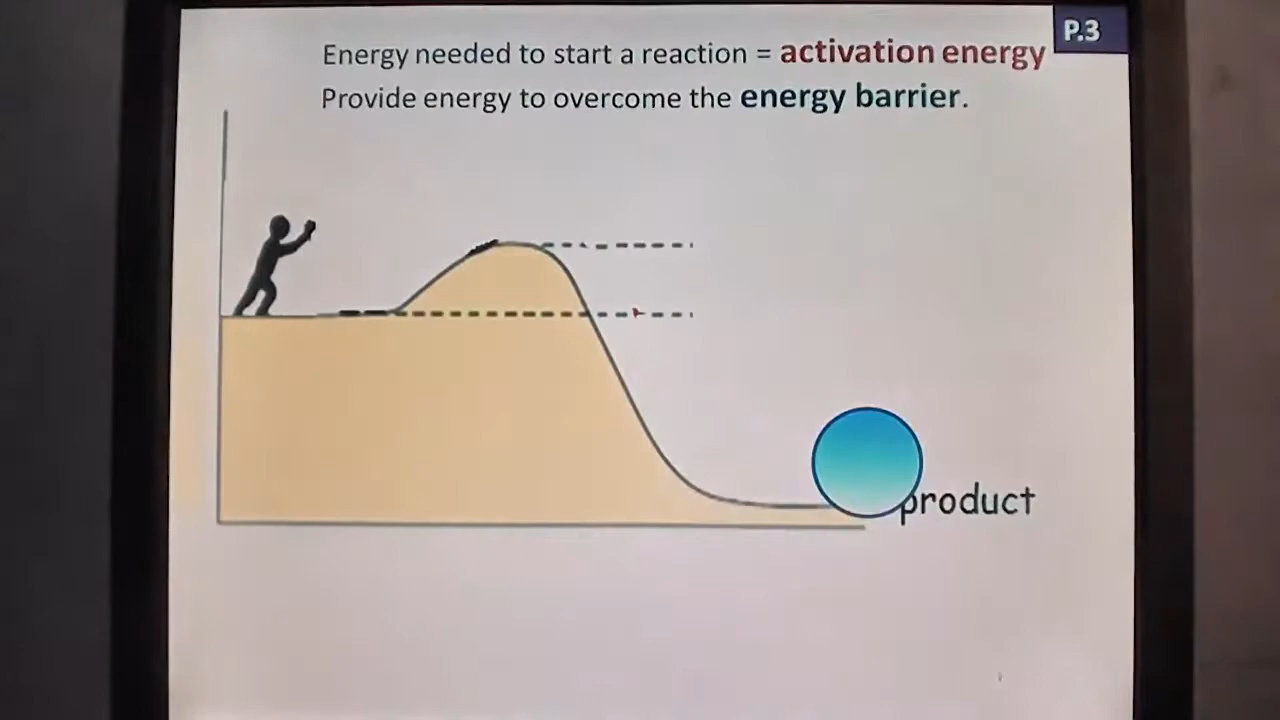 P.3
Energy needed to start a reaction = activation energy
Provide energy to overcome the energy barrier.
product